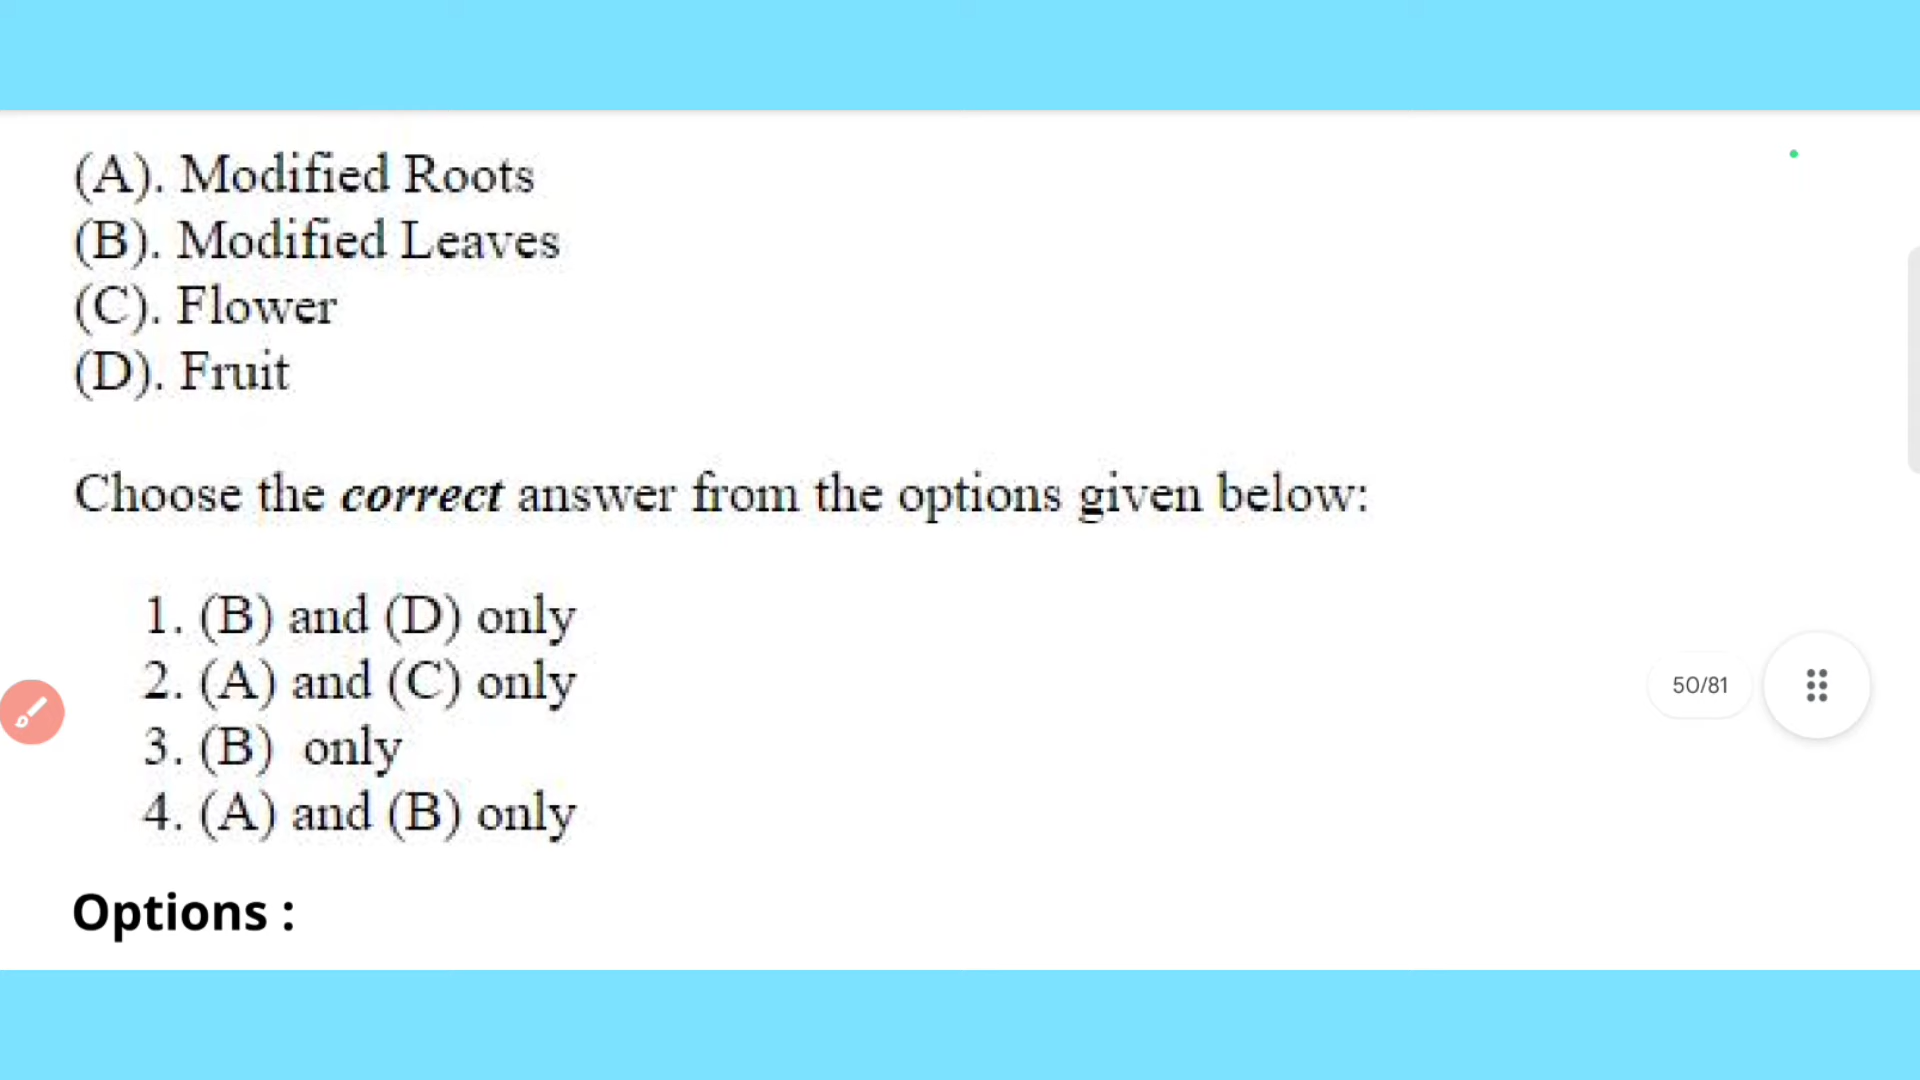 (A). Modified Roots
(B). Modified Leaves
(C). Flower
(D). Fruit
Choose the correct answer from the options given below:
1. (B) and (D) only
2. (A) and (C) only
3. (B) only
4. (A) and (B) only
50/81
Options :